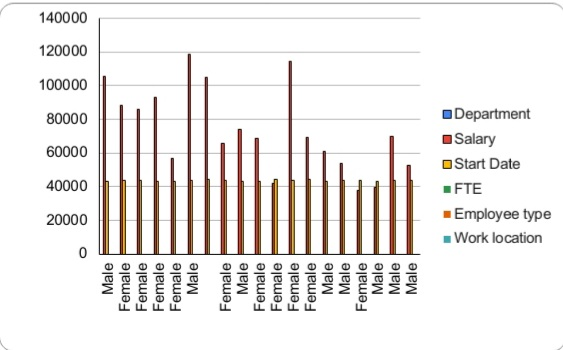 140000
120000
100000
80000
60000
40000
20000
0
Male
Female
Female
Female
Female
Male
Female
Male
Female
Female
Female
Female
Male
Male
Female
Male
Male
Male
Department
Salary
Start Date
FTE
Employee type
Work location